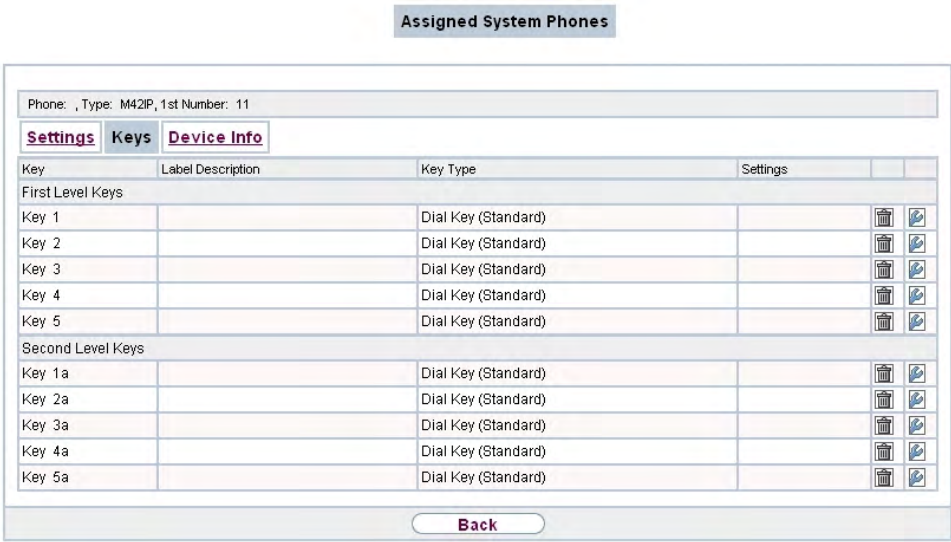 Assigned System Phones
Phone: , Type: M42IP, 1st Number: 11
Settings Keys Device Info
Key Label Description Key Type Settings
First Level Keys
Key 1 Dial Key (Standard)
Key 2 Dial Key (Standard)
Key 3 Dial Key (Standard)
Key 4 Dial Key (Standard)
Key 5 Dial Key (Standard)
Second Level Keys
Key 1a Dial Key (Standard)
Key 2a Dial Key (Standard)
Key 3a Dial Key (Standard)
Key 4a Dial Key (Standard)
Key 5a Dial Key (Standard)
Back